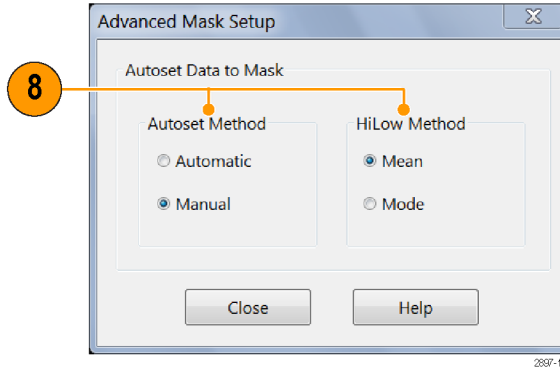 Advanced Mask Setup
Autoset Data to Mask
8
Autoset Method
HiLow Method
Automatic
Mean
Manual
Mode
Close
Help